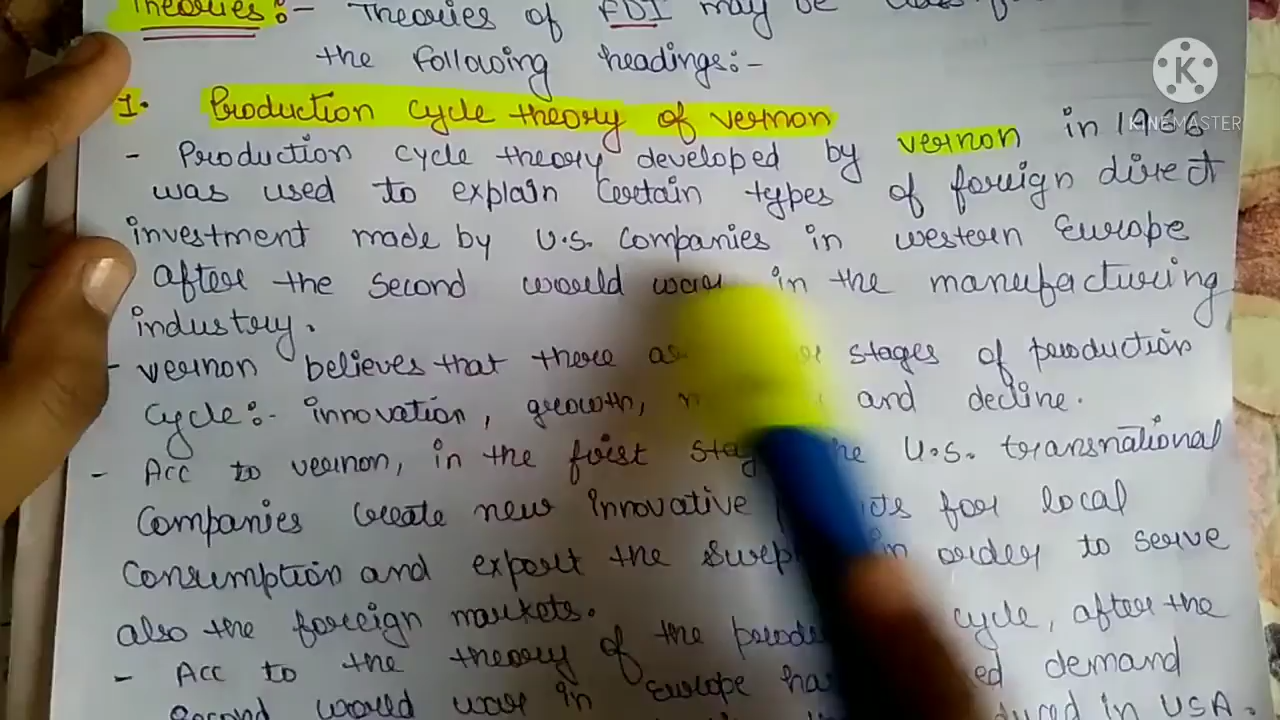 Theories:- Theories of FDI may be
the following headings:-
1. Production cycle theory of vernon
- Production cycle theory developed by vernon in 1966
was used to explain certain types of foreign direct
investment made by U.S. companies in western Europe
after the second world war in the manufacturing
industry.
- vernon believes that there stages of production
cycle:- innovation, growth, and decline.
- Acc to vernon, in the first U.S. transnational
companies create new innovative for local
consumption and export the in order to serve
also the foreign markets.
- Acc to the theory of the cycle, after the
second world war in Europe demand
in USA.
KINEMASTER